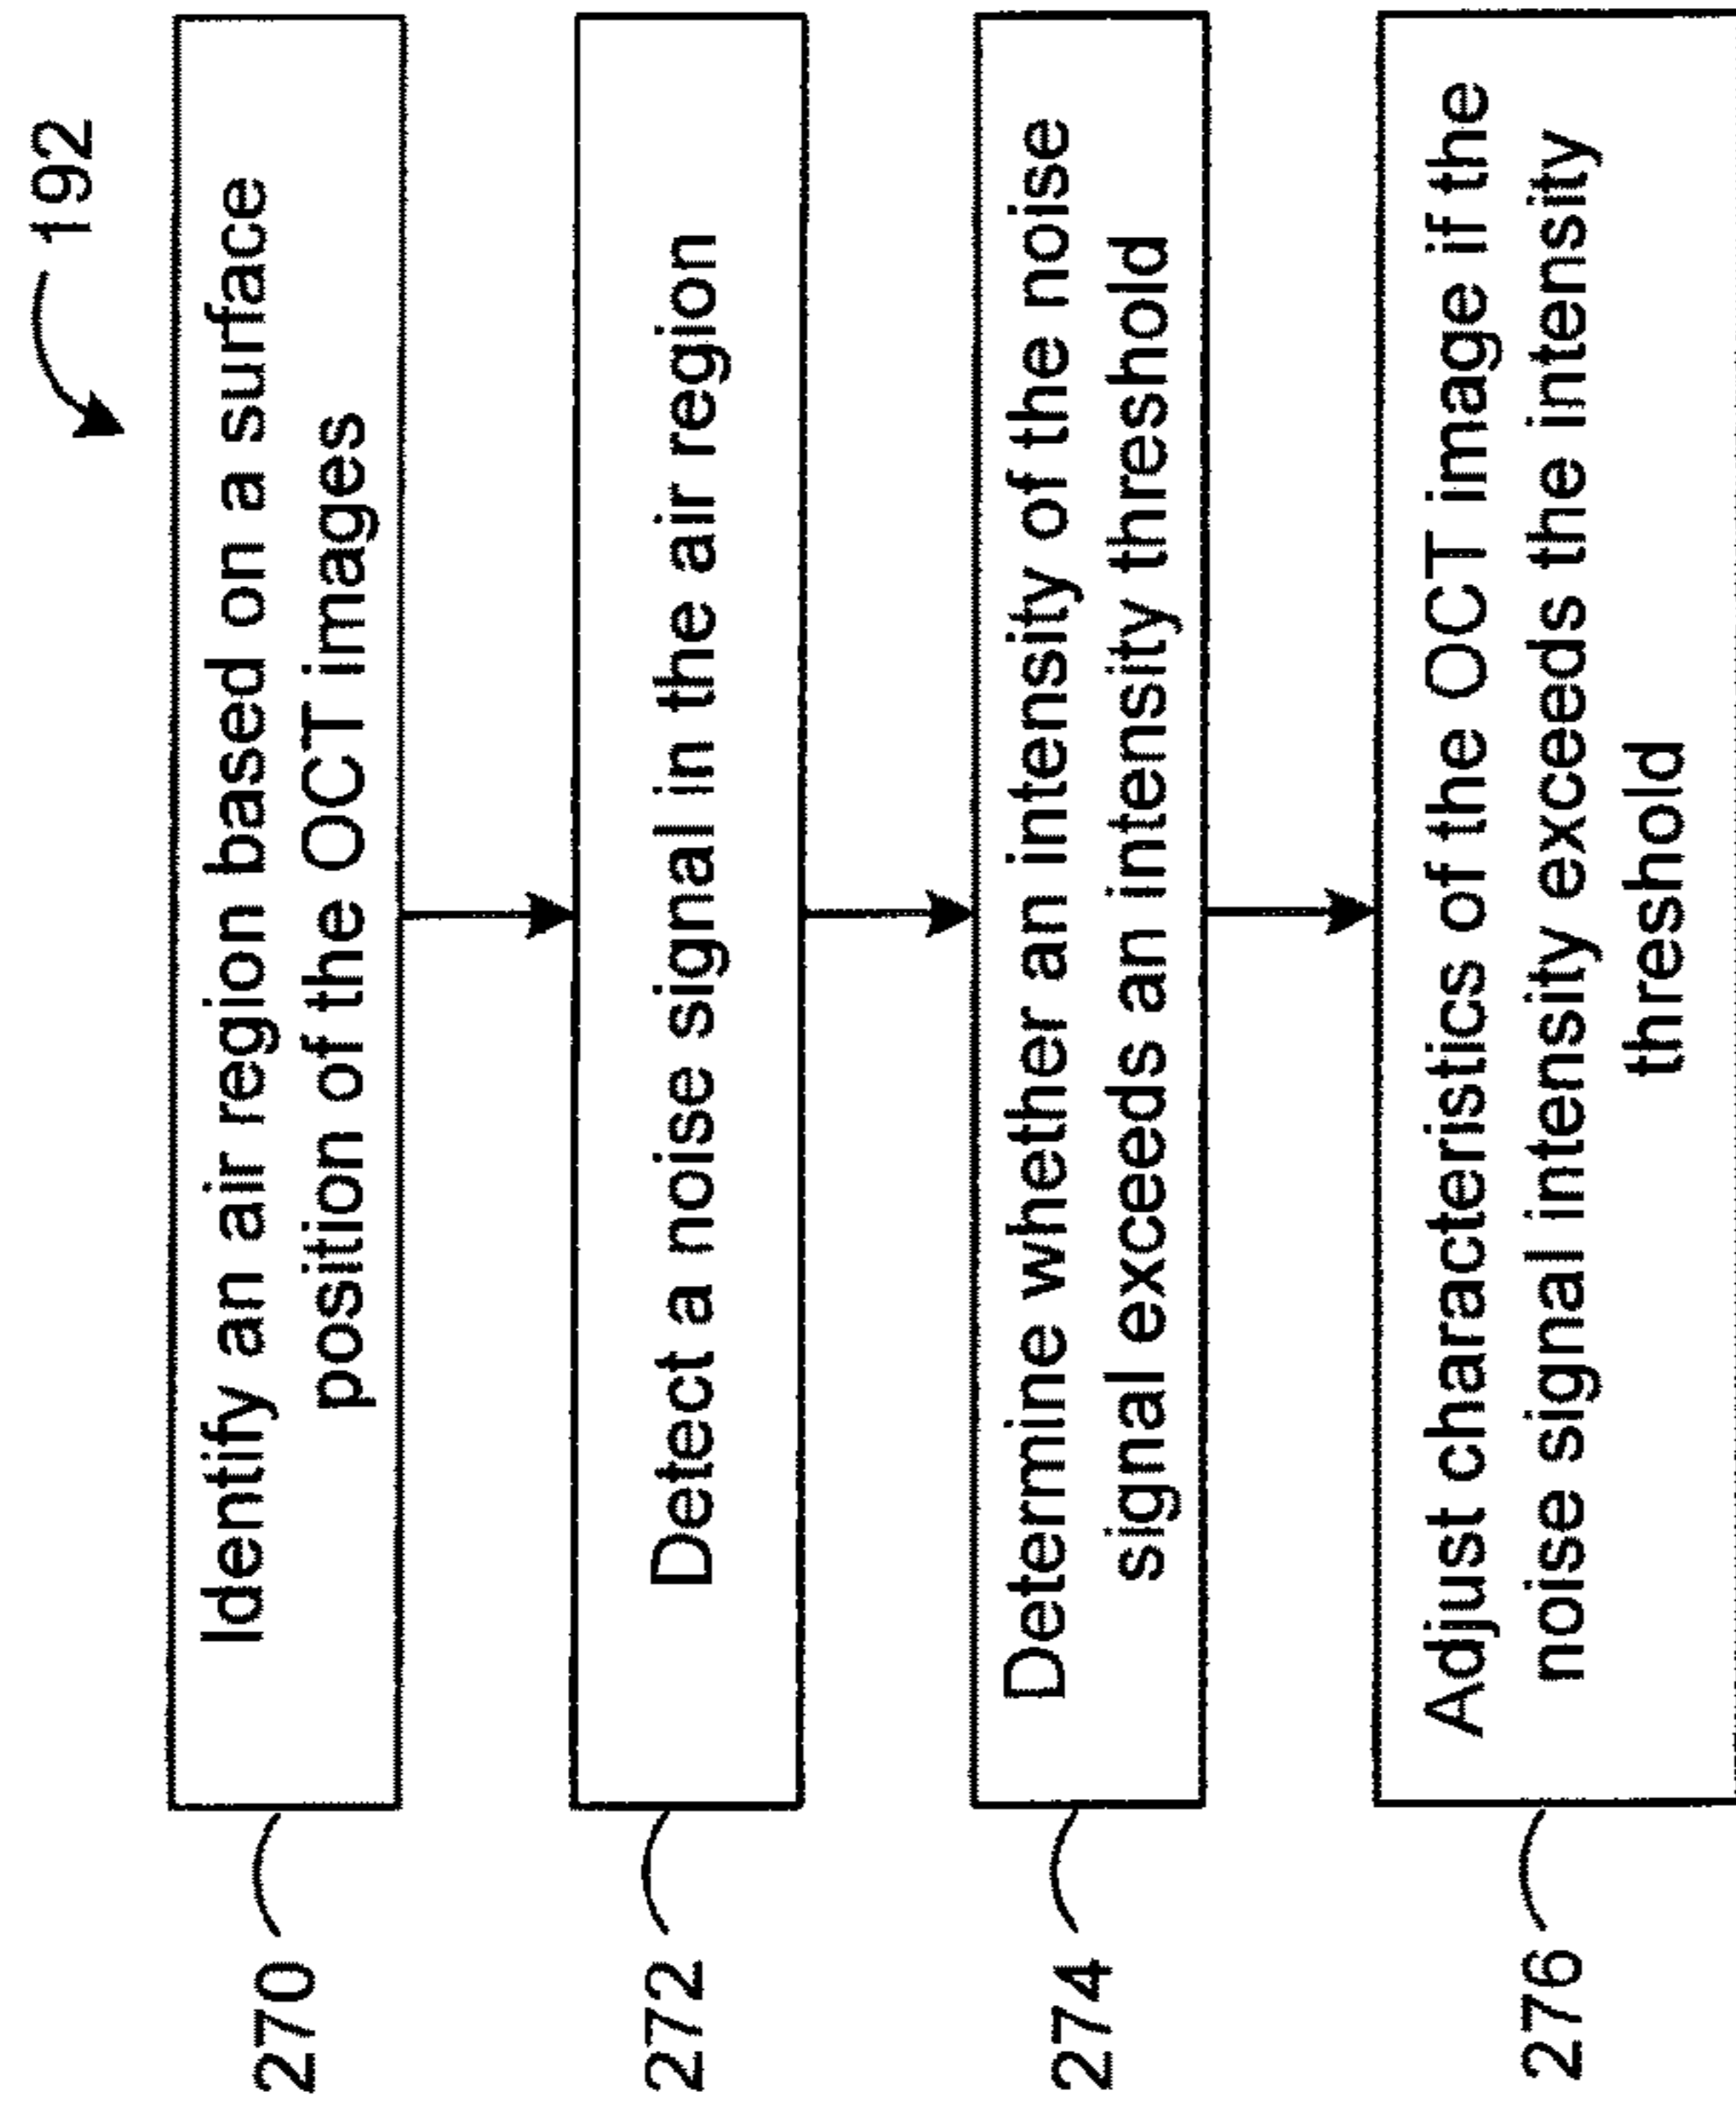 192
270
Identify an air region based on a surface
position of the OCT images
272
Detect a noise signal in the air region
274
Determine whether an intensity of the noise
signal exceeds an intensity threshold
276
Adjust characteristics of the OCT image if the
noise signal intensity exceeds the intensity
threshold